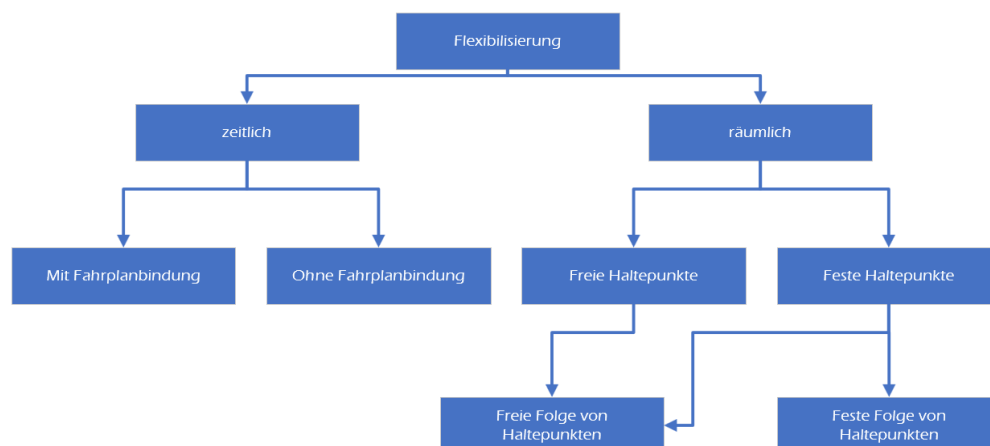 Flexibilisierung
zeitlich
räumlich
Mit Fahrplanbindung
Ohne Fahrplanbindung
Freie Haltepunkte
Feste Haltepunkte
Freie Folge von
Haltepunkten
Feste Folge von
Haltepunkten